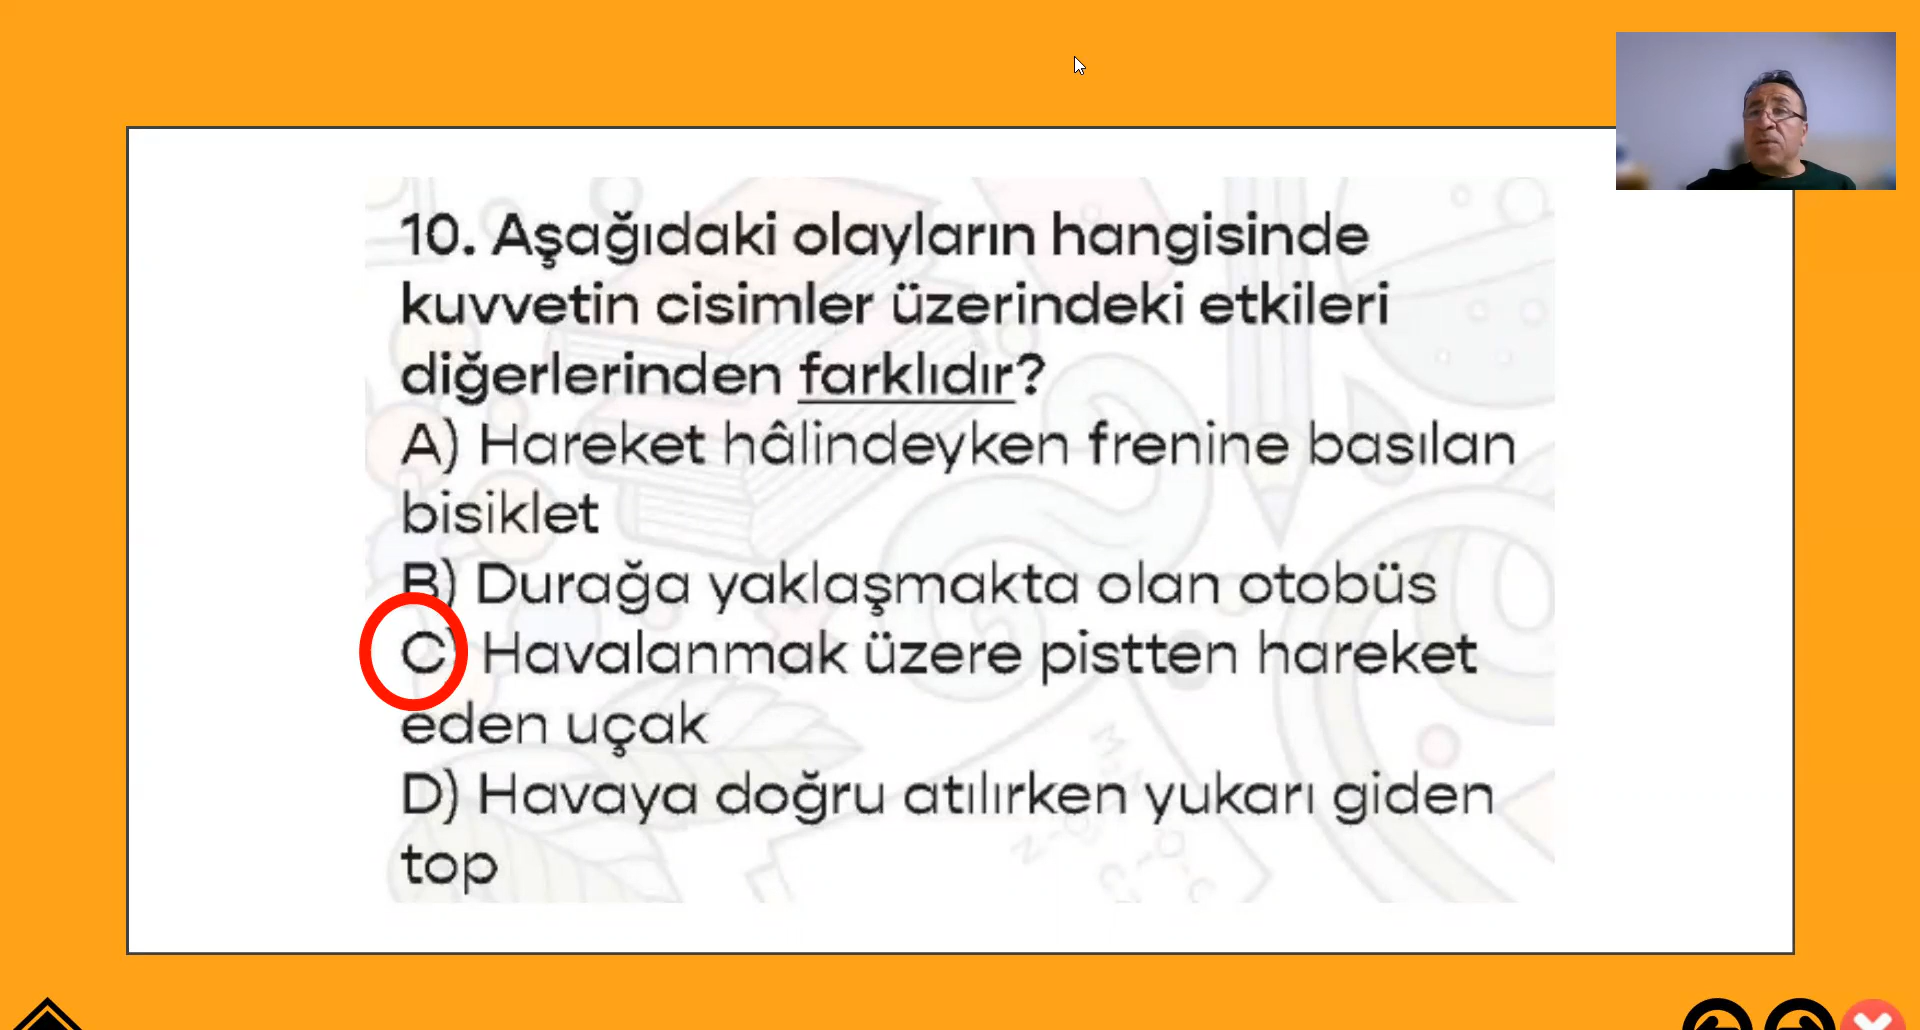 10. Aşağıdaki olayların hangisinde
kuvvetin cisimler üzerindeki etkileri
diğerlerinden farklıdır?
A) Hareket hâlindeyken frenine basılan
bisiklet
B) Durağa yaklaşmakta olan otobüs
C) Havalanmak üzere pistten hareket
eden uçak
D) Havaya doğru atılırken yukarı giden
top